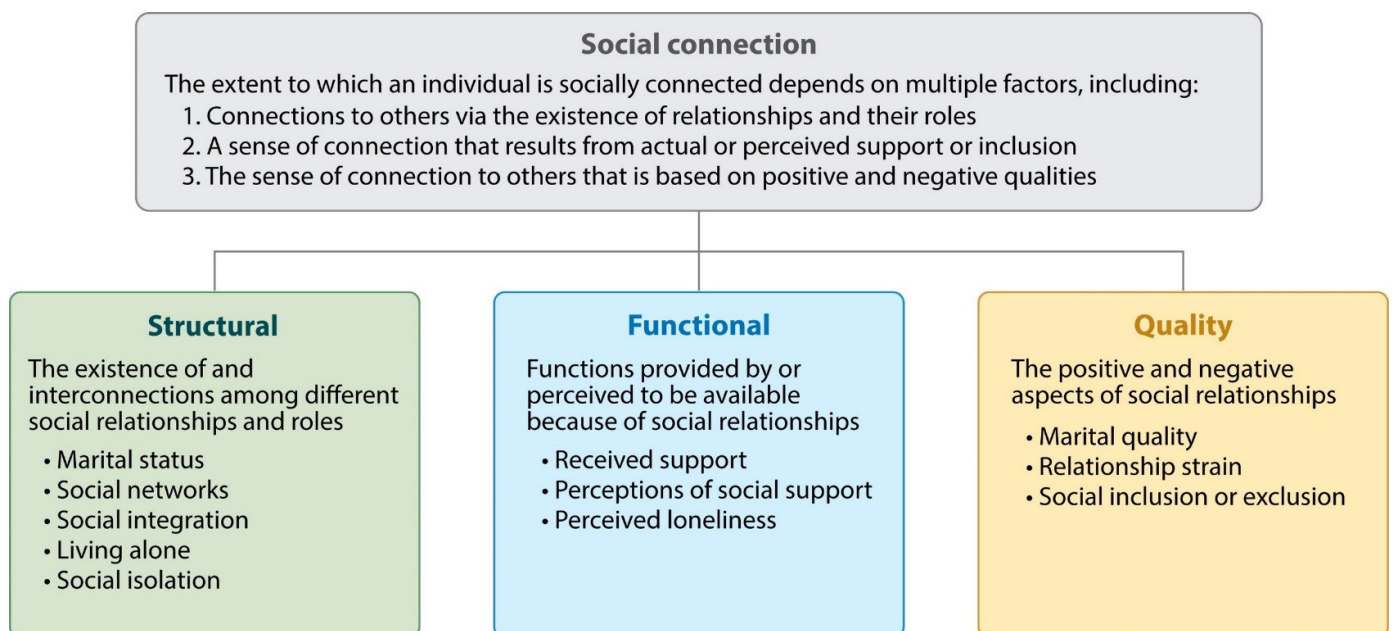 Social connection
The extent to which an individual is socially connected depends on multiple factors, including:
1. Connections to others via the existence of relationships and their roles
2. A sense of connection that results from actual or perceived support or inclusion
3. The sense of connection to others that is based on positive and negative qualities
Structural
The existence of and
interconnections among different
social relationships and roles
• Marital status
• Social networks
• Social integration
• Living alone
• Social isolation
Functional
Functions provided by or
perceived to be available
because of social relationships
• Received support
• Perceptions of social support
• Perceived loneliness
Quality
The positive and negative
aspects of social relationships
• Marital quality
• Relationship strain
• Social inclusion or exclusion